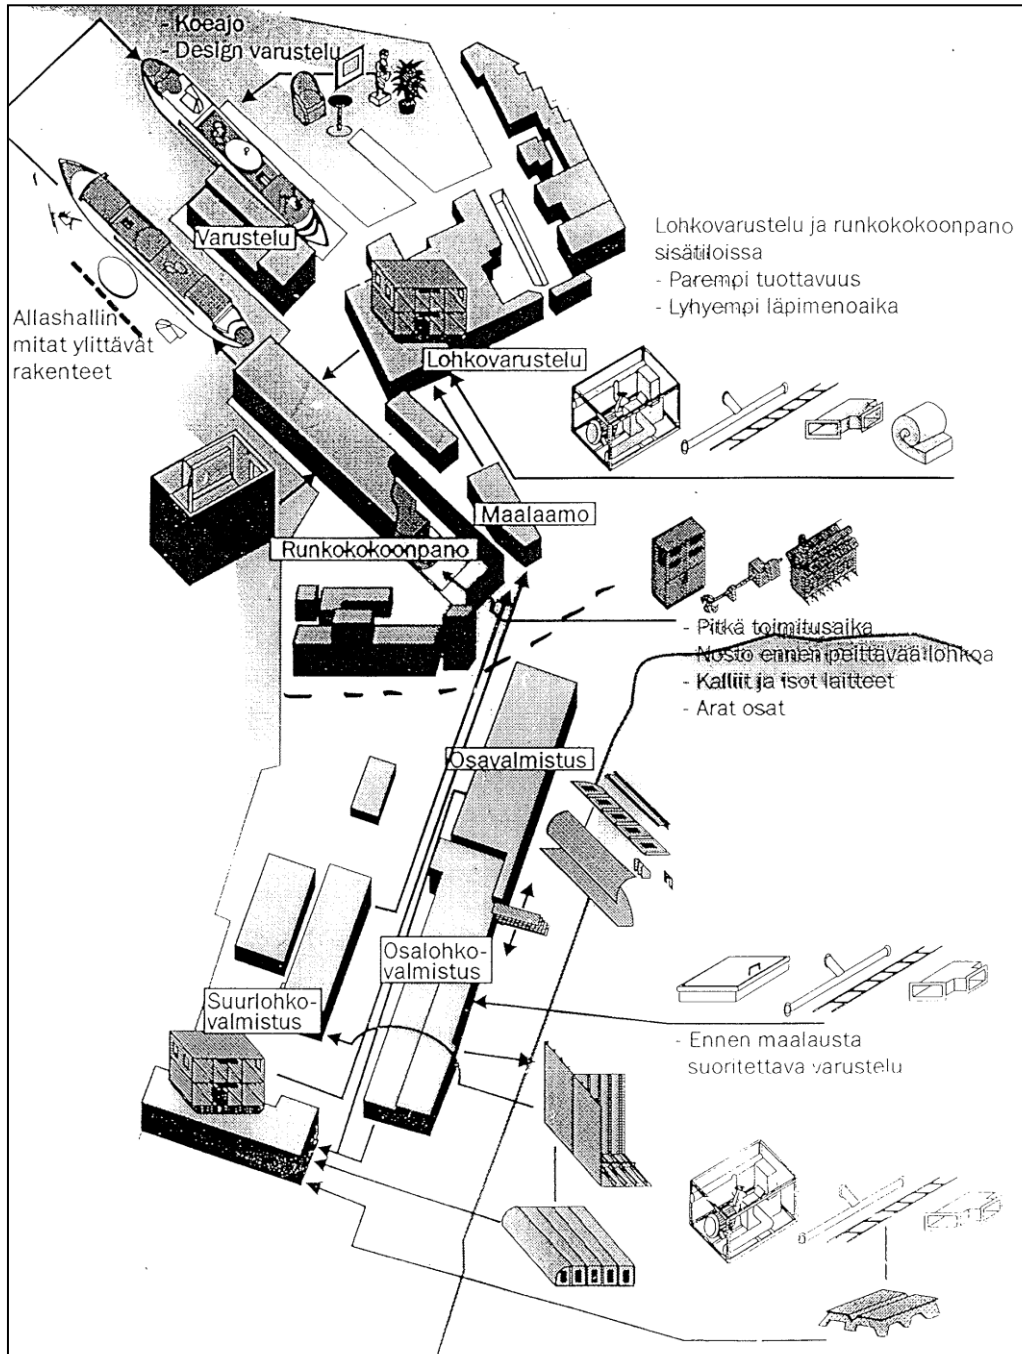 - Koeajo
- Design varustelu
Varustelu
Lohkovarustelu ja runkokokoonpano
sisätiloissa
- Parempi tuottavuus
- Lyhyempi läpimenoaika
Allashallin
mitat ylittävät
rakenteet
Lohkovarustelu
Maalaamo
Runkokokoonpano
- Pitkä toimitusaika
- Nosto ennen peittävää lohkoa
- Kalliit ja isot laitteet
- Arat osat
Osavalmistus
Osalohko-
valmistus
Suurlohko-
valmistus
- Ennen maalausta
suoritettava varustelu